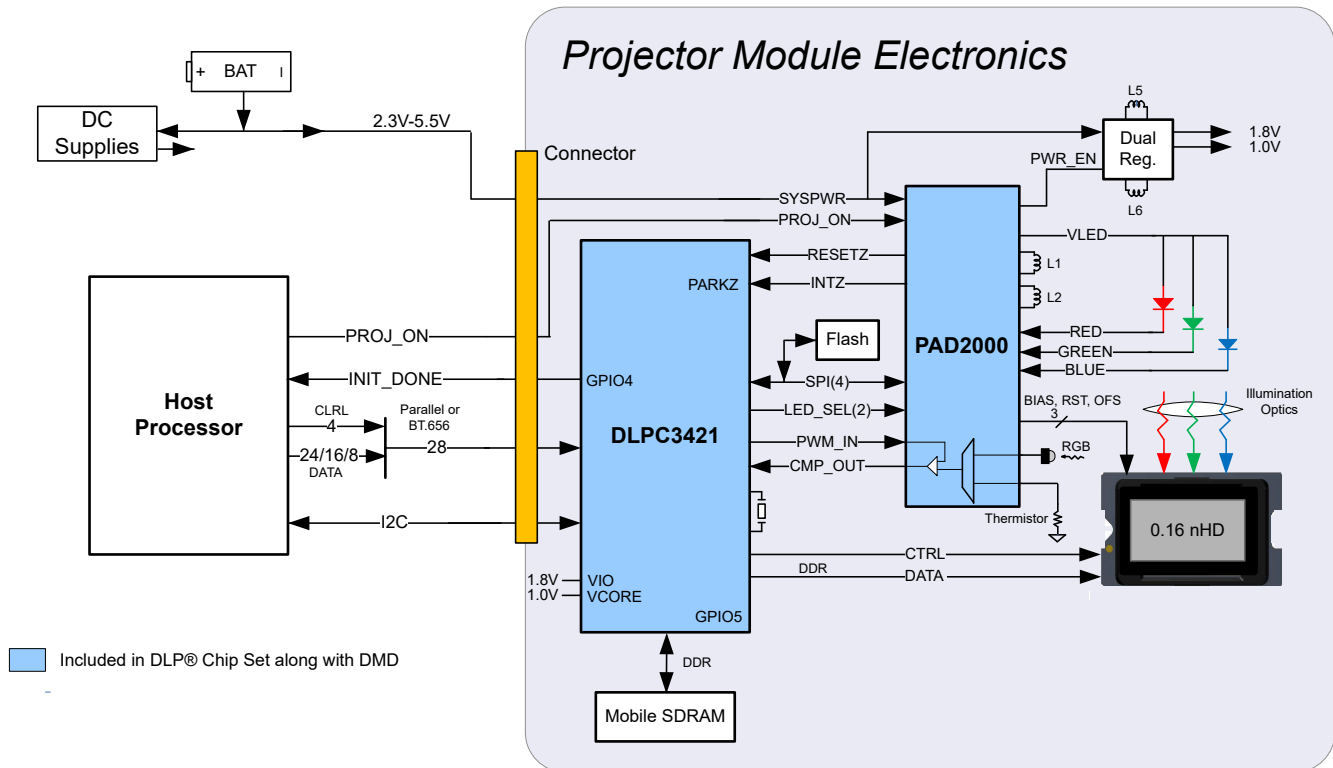 Projector Module Electronics
+ BAT I
DC
Supplies
2.3V-5.5V
Connector
L5
Dual
Reg.
L6
1.8V
1.0V
PWR_EN
SYSPWR
PROJ_ON
VLED
RESETZ
PARKZ
INTZ
L1
L2
Flash
PAD2000
RED
GREEN
BLUE
PROJ_ON
INIT_DONE
GPIO4
SPI(4)
Host
Processor
CLRL
4
24/16/8
DATA
Parallel or
BT.656
28
DLPC3421
LED_SEL(2)
PWM_IN
CMP_OUT
BIAS, RST, OFS
3
Illumination
Optics
RGB
Thermistor
0.16 nHD
I2C
CTRL
DDR
DATA
1.8V
VIO
1.0V
VCORE
GPIO5
Included in DLP® Chip Set along with DMD
DDR
Mobile SDRAM